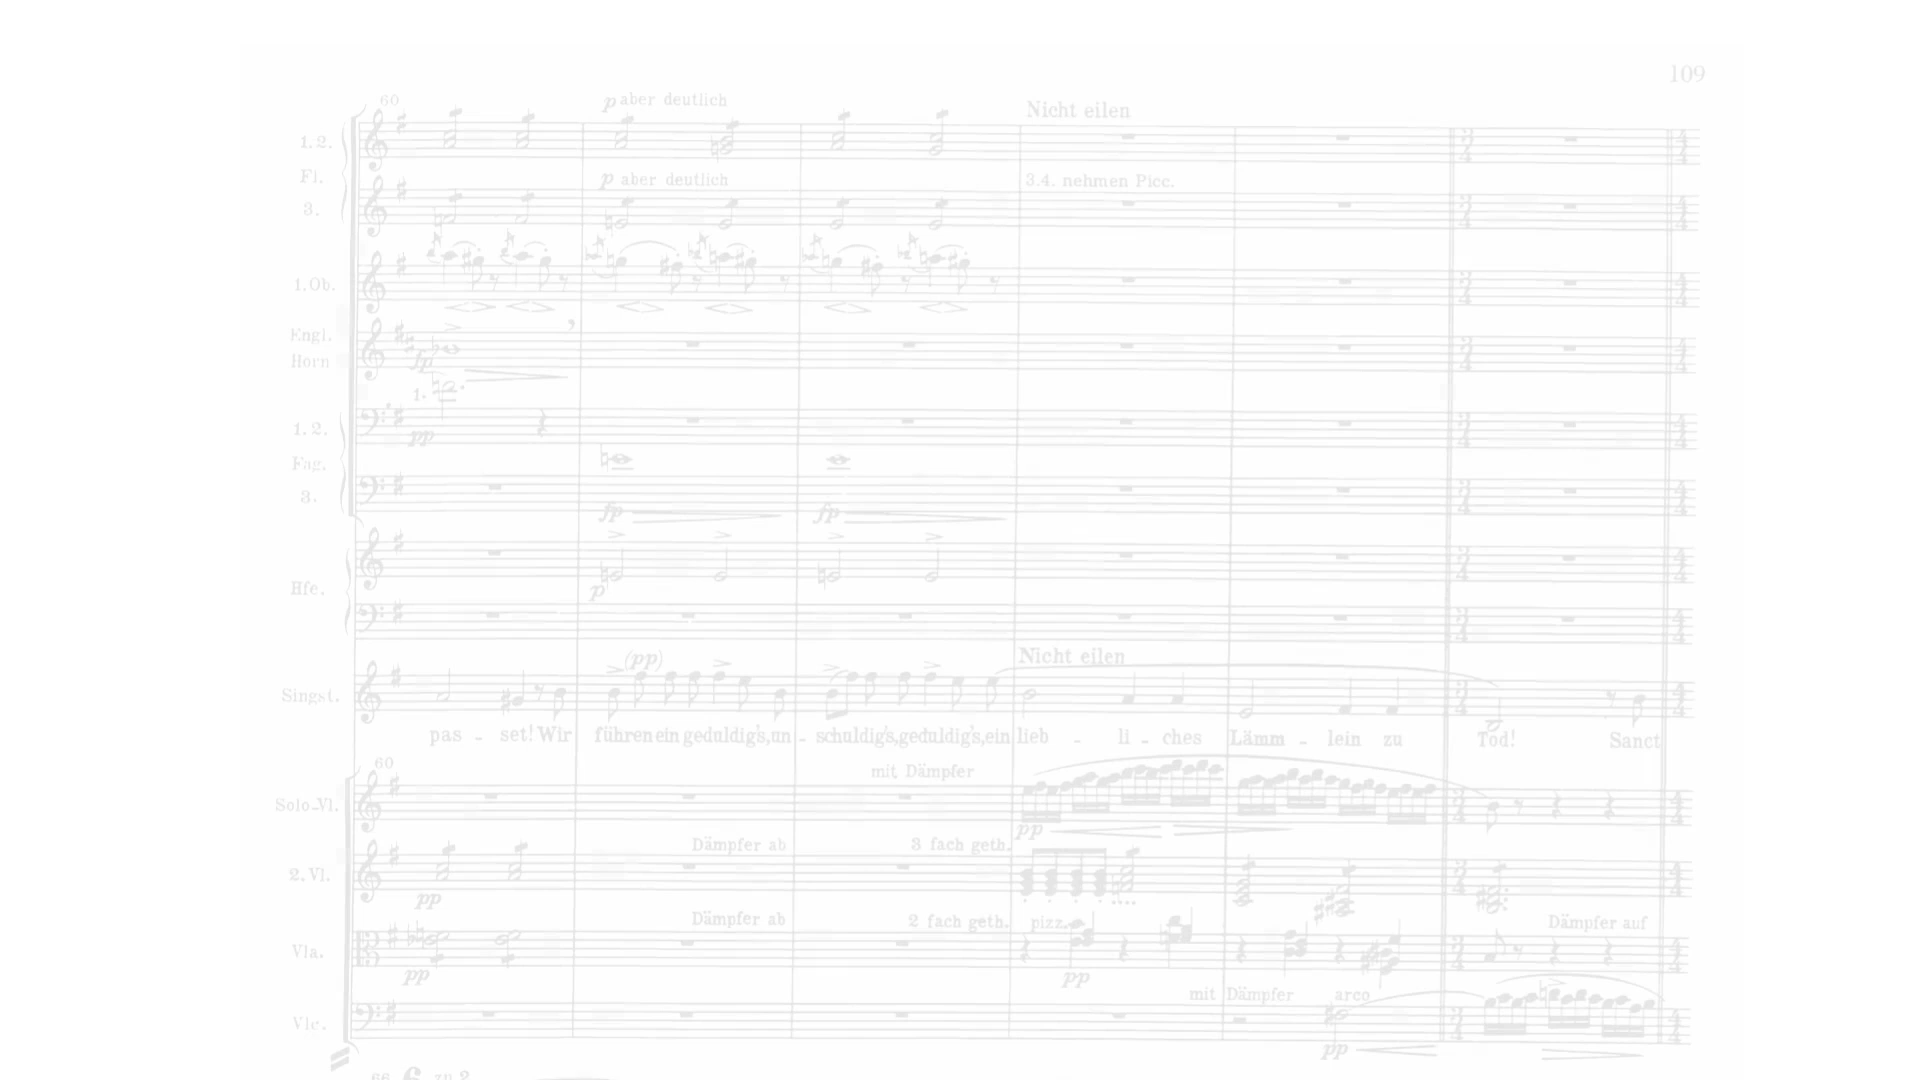 109
60
p aber deutlich
Nicht eilen
1. 2.
Fl.
p aber deutlich
3.4. nehmen Picc.
3.
1. Ob.
Engl.
Horn
fp
1.
1. 2.
pp
Fag.
3.
fp fp
Hfe.
p
(pp)
Nicht eilen
Singst.
pas - set! Wir führen ein geduldig's, un - schuldig's, geduldig's, ein lieb - li - ches Lämm - lein zu Tod! Sanct
60
mit Dämpfer
Solo-Vl.
pp
Dämpfer ab 3 fach geth.
2. Vl.
pp
Dämpfer ab 2 fach geth. pizz. Dämpfer auf
Vla.
pp pp
mit Dämpfer arco
Vlc.
pp
66 6 zu 2